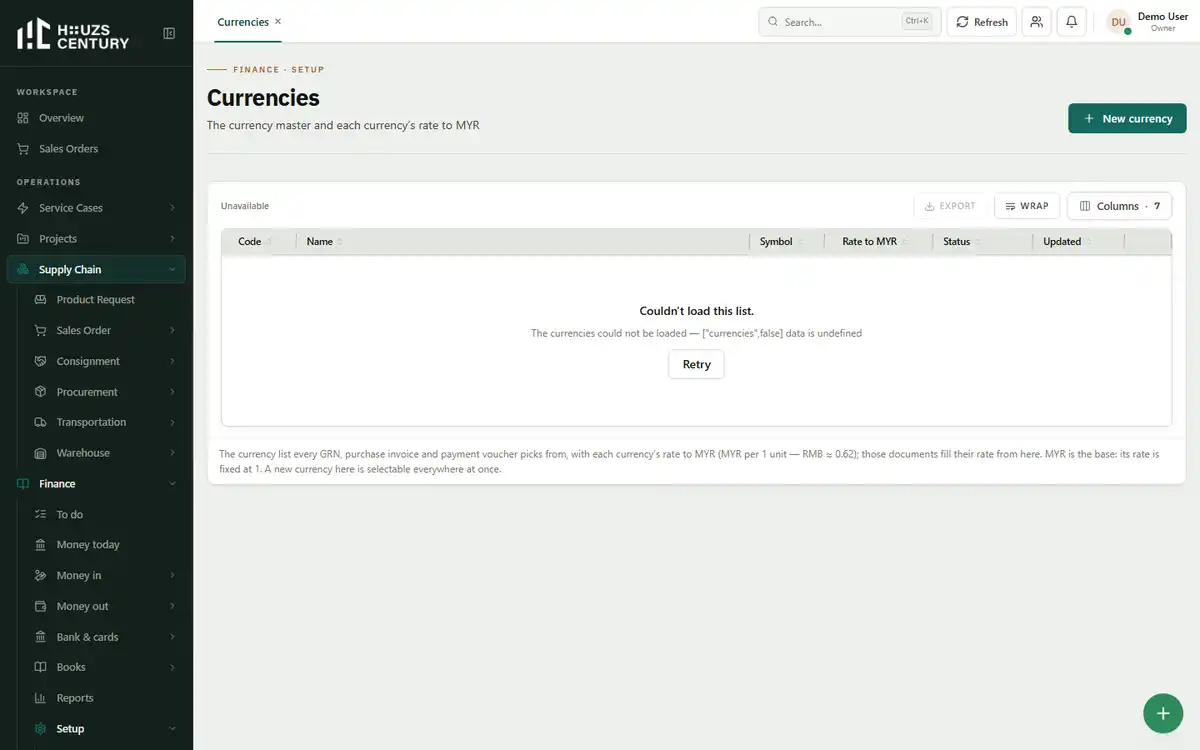 HOUZS
CENTURY
WORKSPACE
Overview
Sales Orders
OPERATIONS
Service Cases
Projects
Supply Chain
Product Request
Sales Order
Consignment
Procurement
Transportation
Warehouse
Finance
To do
Money today
Money in
Money out
Bank & cards
Books
Reports
Setup
Currencies ×
Search... Ctrl+K
Refresh
DU
Demo User
Owner
FINANCE · SETUP
Currencies
The currency master and each currency's rate to MYR
+ New currency
Unavailable
EXPORT
WRAP
Columns · 7
Code Name Symbol Rate to MYR Status Updated
Couldn't load this list.
The currencies could not be loaded — ["currencies",false] data is undefined
Retry
The currency list every GRN, purchase invoice and payment voucher picks from, with each currency's rate to MYR (MYR per 1 unit — RMB ≈ 0.62); those documents fill their rate from here. MYR is the base: its rate is
fixed at 1. A new currency here is selectable everywhere at once.
+